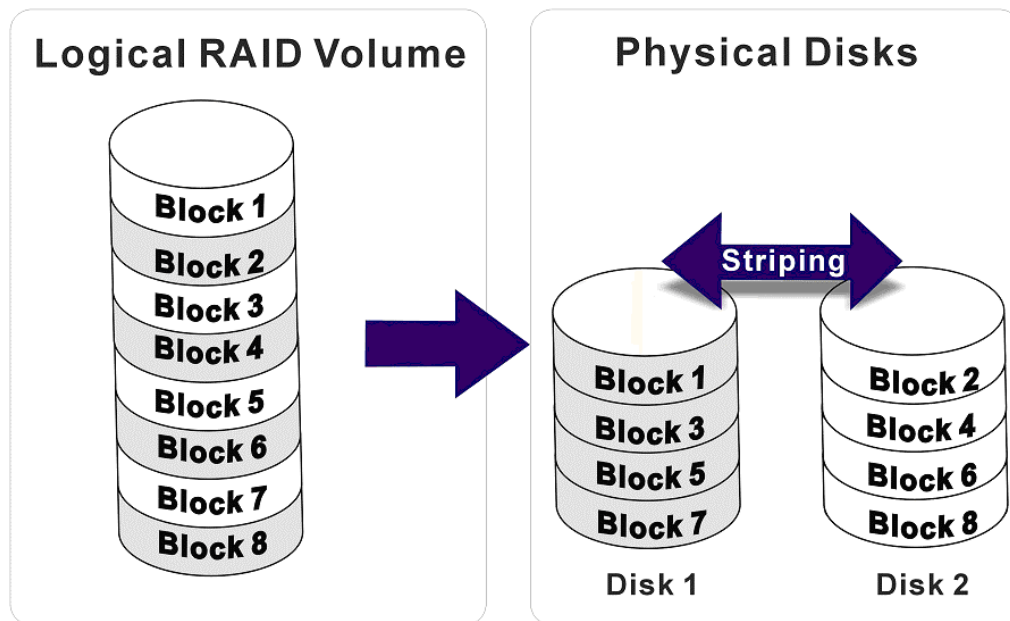 Logical RAID Volume
Block 1
Block 2
Block 3
Block 4
Block 5
Block 6
Block 7
Block 8
Physical Disks
Striping
Block 1
Block 3
Block 5
Block 7
Disk 1
Block 2
Block 4
Block 6
Block 8
Disk 2